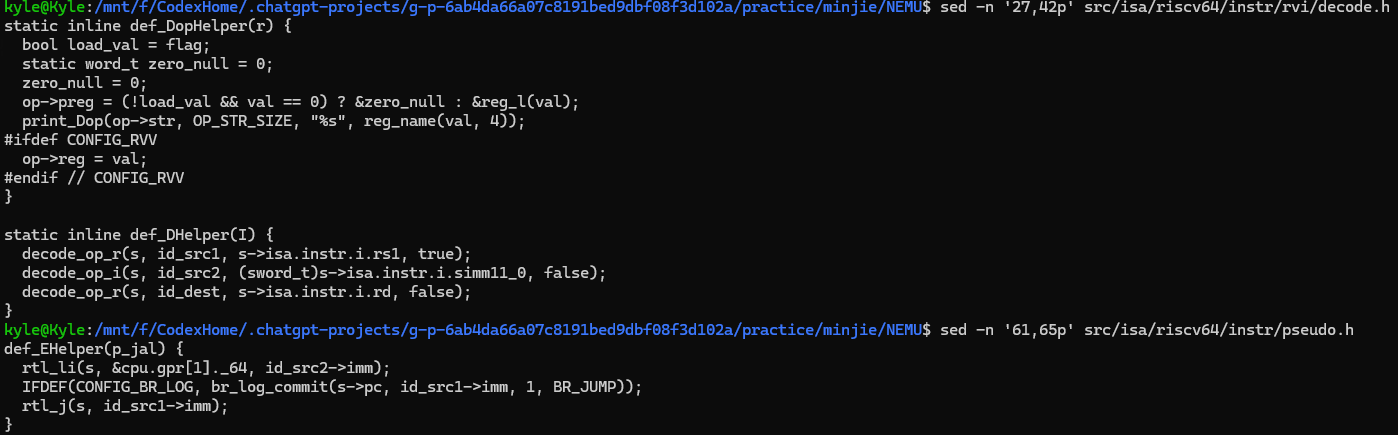 kyle@Kyle:/mnt/f/CodexHome/.chatgpt-projects/g-p-6ab4da66a07c8191bed9dbf08f3d102a/practice/minjie/NEMU$ sed -n '27,42p' src/isa/riscv64/instr/rvi/decode.h
static inline def_DopHelper(r) {
  bool load_val = flag;
  static word_t zero_null = 0;
  zero_null = 0;
  op->preg = (!load_val && val == 0) ? &zero_null : &reg_l(val);
  print_Dop(op->str, OP_STR_SIZE, "%s", reg_name(val, 4));
#ifdef CONFIG_RVV
  op->reg = val;
#endif // CONFIG_RVV
}

static inline def_DHelper(I) {
  decode_op_r(s, id_src1, s->isa.instr.i.rs1, true);
  decode_op_i(s, id_src2, (sword_t)s->isa.instr.i.simm11_0, false);
  decode_op_r(s, id_dest, s->isa.instr.i.rd, false);
}
kyle@Kyle:/mnt/f/CodexHome/.chatgpt-projects/g-p-6ab4da66a07c8191bed9dbf08f3d102a/practice/minjie/NEMU$ sed -n '61,65p' src/isa/riscv64/instr/pseudo.h
def_EHelper(p_jal) {
  rtl_li(s, &cpu.gpr[1]._64, id_src2->imm);
  IFDEF(CONFIG_BR_LOG, br_log_commit(s->pc, id_src1->imm, 1, BR_JUMP));
  rtl_j(s, id_src1->imm);
}